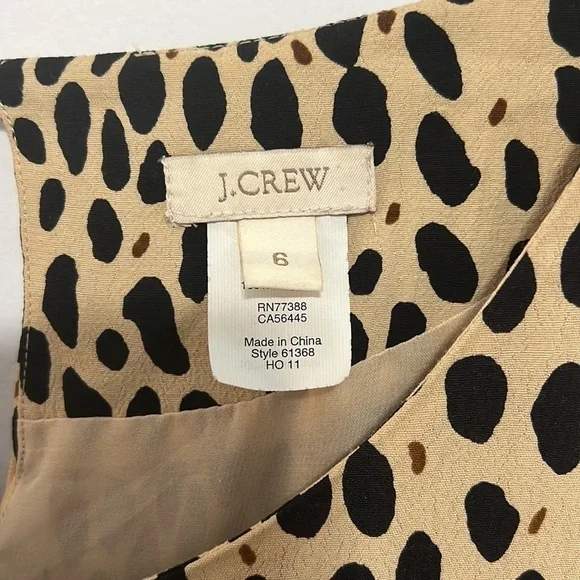 J.CREW
6
RN77388
CA56445
Made in China
Style 61368
HO 11